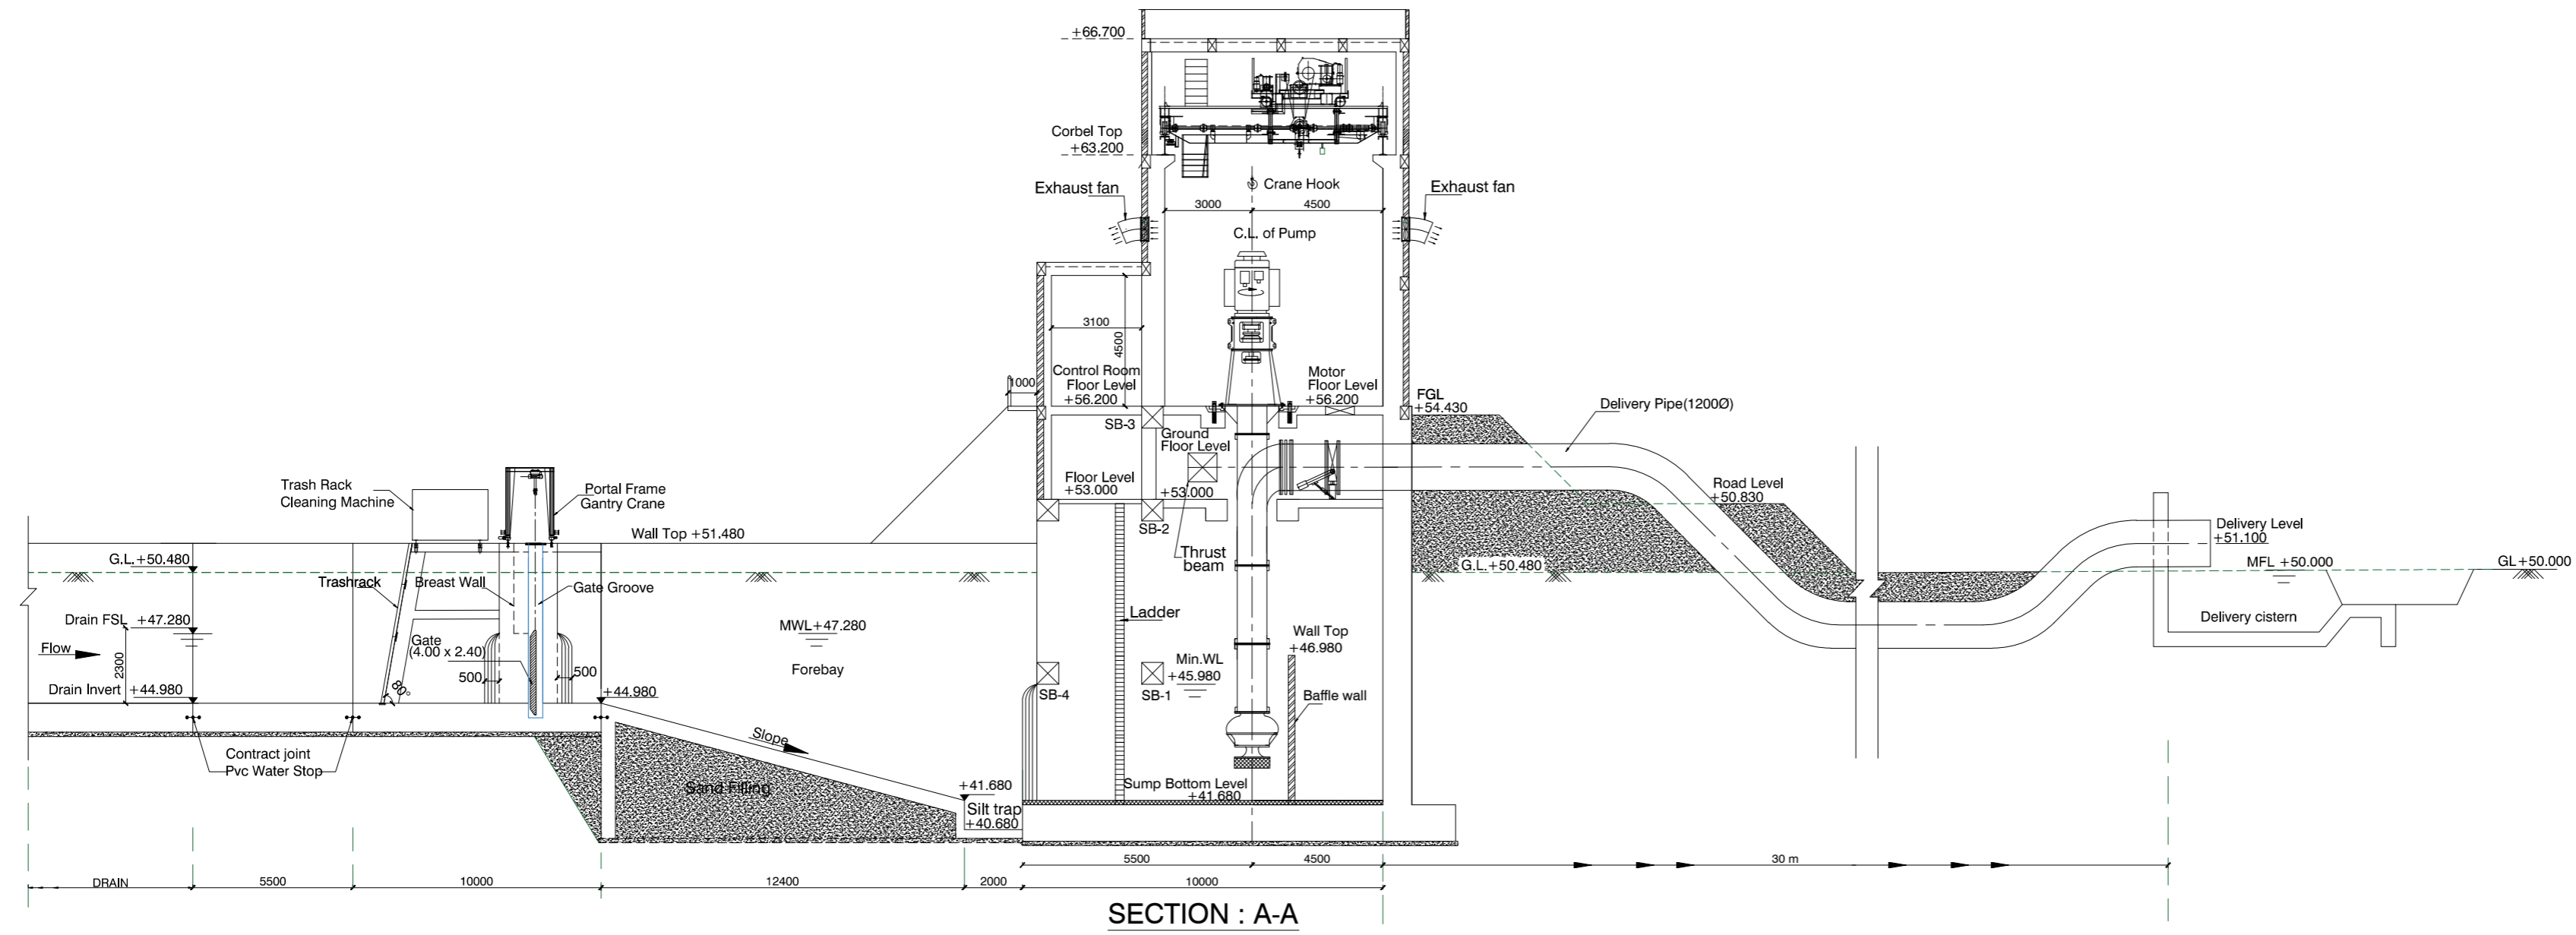 +66.700
Corbel Top
+63.200
Exhaust fan
Crane Hook
Exhaust fan
3000
4500
C.L. of Pump
3100
4500
1000
Control Room
Floor Level
+56.200
Motor
Floor Level
+56.200
FGL
+54.430
Delivery Pipe(1200Ø)
SB-3
Ground
Floor Level
Floor Level
+53.000
+53.000
SB-2
Thrust
beam
Road Level
+50.830
Delivery Level
+51.100
MFL +50.000
GL+50.000
Delivery cistern
Trash Rack
Cleaning Machine
Portal Frame
Gantry Crane
Wall Top +51.480
G.L.+50.480
G.L.+50.480
Trashrack
Breast Wall
Gate Groove
Drain FSL +47.280
Flow
2300
Gate
(4.00 x 2.40)
500
500
80°
Drain Invert +44.980
+44.980
MWL+47.280
Forebay
Ladder
Wall Top
+46.980
Min.WL
+45.980
SB-4
SB-1
Baffle wall
Contract joint
Pvc Water Stop
Slope
Sand Filling
+41.680
Silt trap
+40.680
Sump Bottom Level
+41.680
5500
4500
30 m
DRAIN
5500
10000
12400
2000
10000
SECTION : A-A